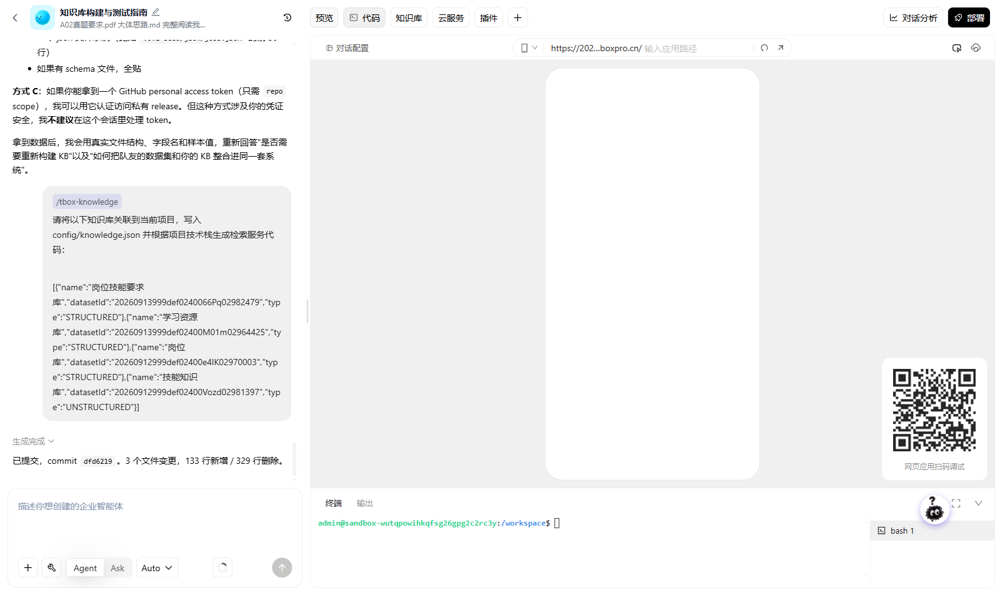 知识库构建与测试指南
A02赛题要求.pdf 大体思路.md 完整阅读我...
行）
如果有 schema 文件，全贴
方式 C：如果你能拿到一个 GitHub personal access token（只需 repo
scope），我可以用它认证访问私有 release。但这种方式涉及你的凭证
安全，我不建议在这个会话里处理 token。
拿到数据后，我会用真实文件结构、字段名和样本值，重新回答"是否需
要重新构建 KB"以及"如何把队友的数据集和你的 KB 整合进同一套系
统"。
/tbox-knowledge
请将以下知识库关联到当前项目，写入
config/knowledge.json 并根据项目技术栈生成检索服务代
码：
[{"name":"岗位技能要求
库","datasetId":"20260913999def0240066Pq02982479","typ
e":"STRUCTURED"},{"name":"学习资源
库","datasetId":"20260913999def02400M01m02964425","ty
pe":"STRUCTURED"},{"name":"岗位
库","datasetId":"20260912999def02400e4lK02970003","typ
e":"STRUCTURED"},{"name":"技能知识
库","datasetId":"20260912999def02400Vozd02981397","typ
e":"UNSTRUCTURED"}]
生成完成
已提交，commit dfd6219 。3 个文件变更，133 行新增 / 329 行删除。
描述你想创建的企业智能体
Agent Ask Auto
预览 代码 知识库 云服务 插件 对话分析 部署
对话配置
https://202...boxpro.cn/ 输入应用路径
网页应用扫码调试
终端 输出
admin@sandbox-wutqpowihkqfsg26gpg2c2rc3y:/workspace$
bash 1